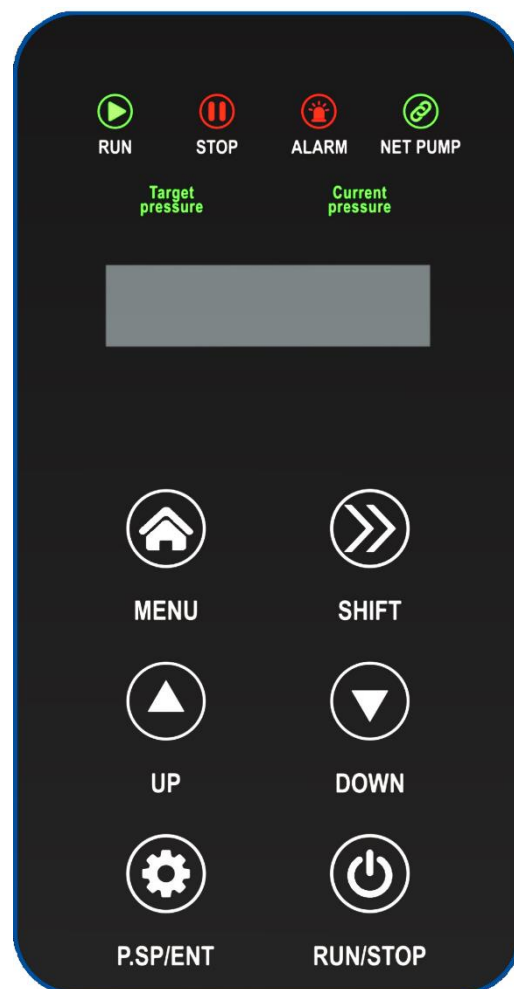 RUN STOP ALARM NET PUMP
Target pressure
Current pressure
MENU SHIFT
UP DOWN
P.SP/ENT RUN/STOP